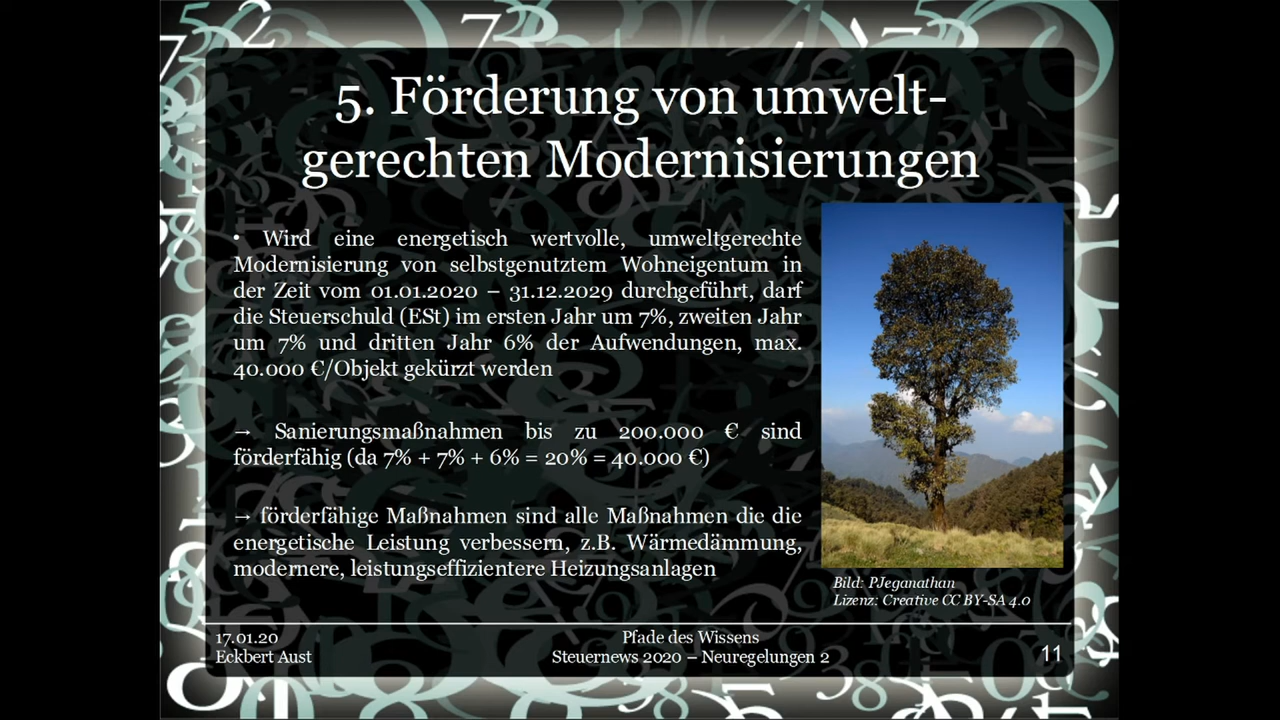 5. Förderung von umwelt-
gerechten Modernisierungen
• Wird eine energetisch wertvolle, umweltgerechte
Modernisierung von selbstgenutztem Wohneigentum in
der Zeit vom 01.01.2020 – 31.12.2029 durchgeführt, darf
die Steuerschuld (ESt) im ersten Jahr um 7%, zweiten Jahr
um 7% und dritten Jahr 6% der Aufwendungen, max.
40.000 €/Objekt gekürzt werden
→ Sanierungsmaßnahmen bis zu 200.000 € sind
förderfähig (da 7% + 7% + 6% = 20% = 40.000 €)
→ förderfähige Maßnahmen sind alle Maßnahmen die die
energetische Leistung verbessern, z.B. Wärmedämmung,
modernere, leistungseffizientere Heizungsanlagen
Bild: PJeganathan
Lizenz: Creative CC BY-SA 4.0
17.01.20
Eckbert Aust
Pfade des Wissens
Steuernews 2020 – Neuregelungen 2
11